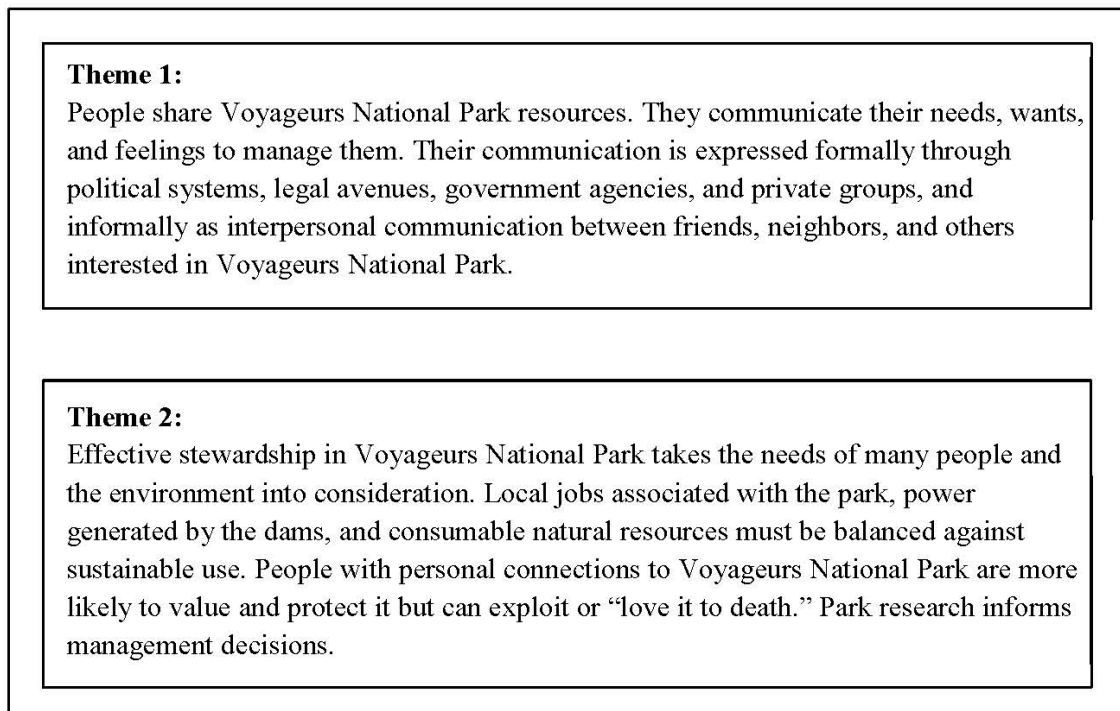 Theme 1:
People share Voyageurs National Park resources. They communicate their needs, wants,
and feelings to manage them. Their communication is expressed formally through
political systems, legal avenues, government agencies, and private groups, and
informally as interpersonal communication between friends, neighbors, and others
interested in Voyageurs National Park.
Theme 2:
Effective stewardship in Voyageurs National Park takes the needs of many people and
the environment into consideration. Local jobs associated with the park, power
generated by the dams, and consumable natural resources must be balanced against
sustainable use. People with personal connections to Voyageurs National Park are more
likely to value and protect it but can exploit or “love it to death.” Park research informs
management decisions.